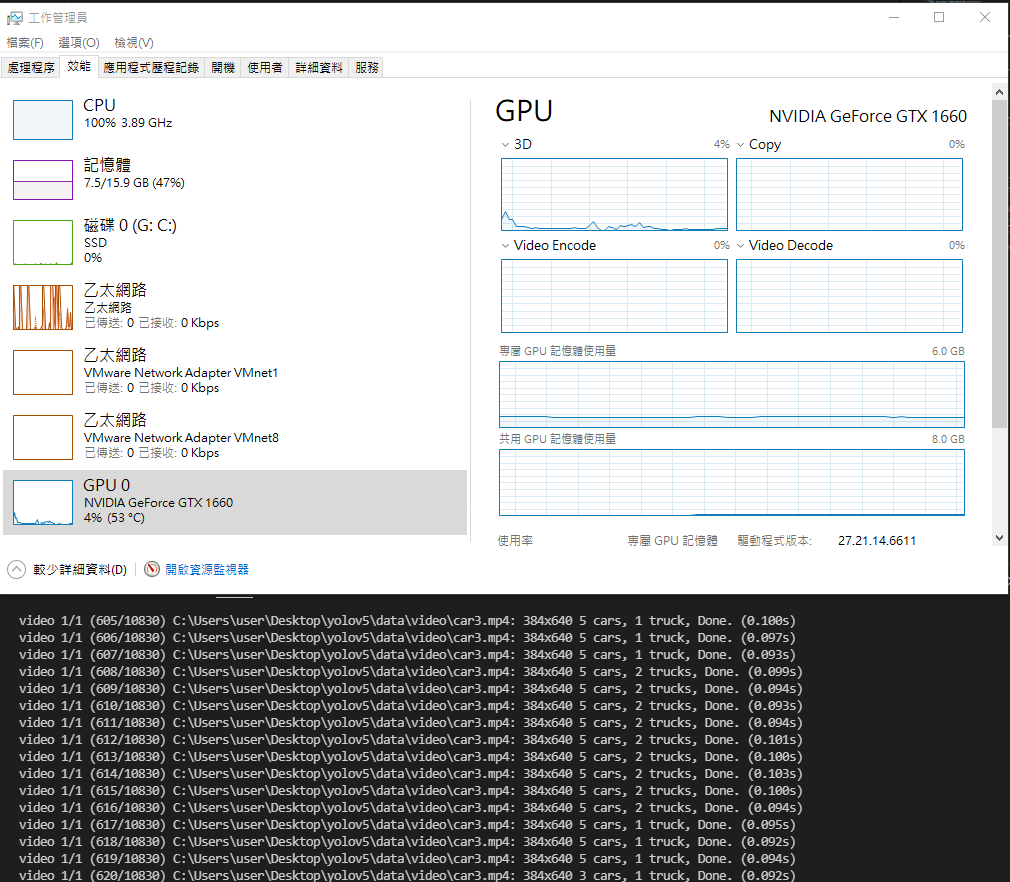 工作管理員
檔案(F) 選項(O) 檢視(V)
處理程序 效能 應用程式歷程記錄 開機 使用者 詳細資料 服務
CPU
100% 3.89 GHz
記憶體
7.5/15.9 GB (47%)
磁碟 0 (G: C:)
SSD
0%
乙太網路
乙太網路
已傳送: 0 已接收: 0 Kbps
乙太網路
VMware Network Adapter VMnet1
已傳送: 0 已接收: 0 Kbps
乙太網路
VMware Network Adapter VMnet8
已傳送: 0 已接收: 0 Kbps
GPU 0
NVIDIA GeForce GTX 1660
4% (53 °C)
GPU NVIDIA GeForce GTX 1660
3D 4% Copy 0%
Video Encode 0% Video Decode 0%
專屬 GPU 記憶體使用量 6.0 GB
共用 GPU 記憶體使用量 8.0 GB
使用率 專屬 GPU 記憶體 驅動程式版本: 27.21.14.6611
較少詳細資料(D) 開啟資源監視器
video 1/1 (605/10830) C:\Users\user\Desktop\yolov5\data\video\car3.mp4: 384x640 5 cars, 1 truck, Done. (0.100s)
video 1/1 (606/10830) C:\Users\user\Desktop\yolov5\data\video\car3.mp4: 384x640 5 cars, 1 truck, Done. (0.097s)
video 1/1 (607/10830) C:\Users\user\Desktop\yolov5\data\video\car3.mp4: 384x640 5 cars, 1 truck, Done. (0.093s)
video 1/1 (608/10830) C:\Users\user\Desktop\yolov5\data\video\car3.mp4: 384x640 5 cars, 2 trucks, Done. (0.099s)
video 1/1 (609/10830) C:\Users\user\Desktop\yolov5\data\video\car3.mp4: 384x640 5 cars, 2 trucks, Done. (0.094s)
video 1/1 (610/10830) C:\Users\user\Desktop\yolov5\data\video\car3.mp4: 384x640 5 cars, 2 trucks, Done. (0.093s)
video 1/1 (611/10830) C:\Users\user\Desktop\yolov5\data\video\car3.mp4: 384x640 5 cars, 2 trucks, Done. (0.094s)
video 1/1 (612/10830) C:\Users\user\Desktop\yolov5\data\video\car3.mp4: 384x640 5 cars, 2 trucks, Done. (0.101s)
video 1/1 (613/10830) C:\Users\user\Desktop\yolov5\data\video\car3.mp4: 384x640 5 cars, 2 trucks, Done. (0.100s)
video 1/1 (614/10830) C:\Users\user\Desktop\yolov5\data\video\car3.mp4: 384x640 5 cars, 2 trucks, Done. (0.103s)
video 1/1 (615/10830) C:\Users\user\Desktop\yolov5\data\video\car3.mp4: 384x640 5 cars, 2 trucks, Done. (0.100s)
video 1/1 (616/10830) C:\Users\user\Desktop\yolov5\data\video\car3.mp4: 384x640 5 cars, 2 trucks, Done. (0.094s)
video 1/1 (617/10830) C:\Users\user\Desktop\yolov5\data\video\car3.mp4: 384x640 5 cars, 1 truck, Done. (0.095s)
video 1/1 (618/10830) C:\Users\user\Desktop\yolov5\data\video\car3.mp4: 384x640 5 cars, 1 truck, Done. (0.092s)
video 1/1 (619/10830) C:\Users\user\Desktop\yolov5\data\video\car3.mp4: 384x640 5 cars, 1 truck, Done. (0.094s)
video 1/1 (620/10830) C:\Users\user\Desktop\yolov5\data\video\car3.mp4: 384x640 3 cars, 1 truck, Done. (0.092s)